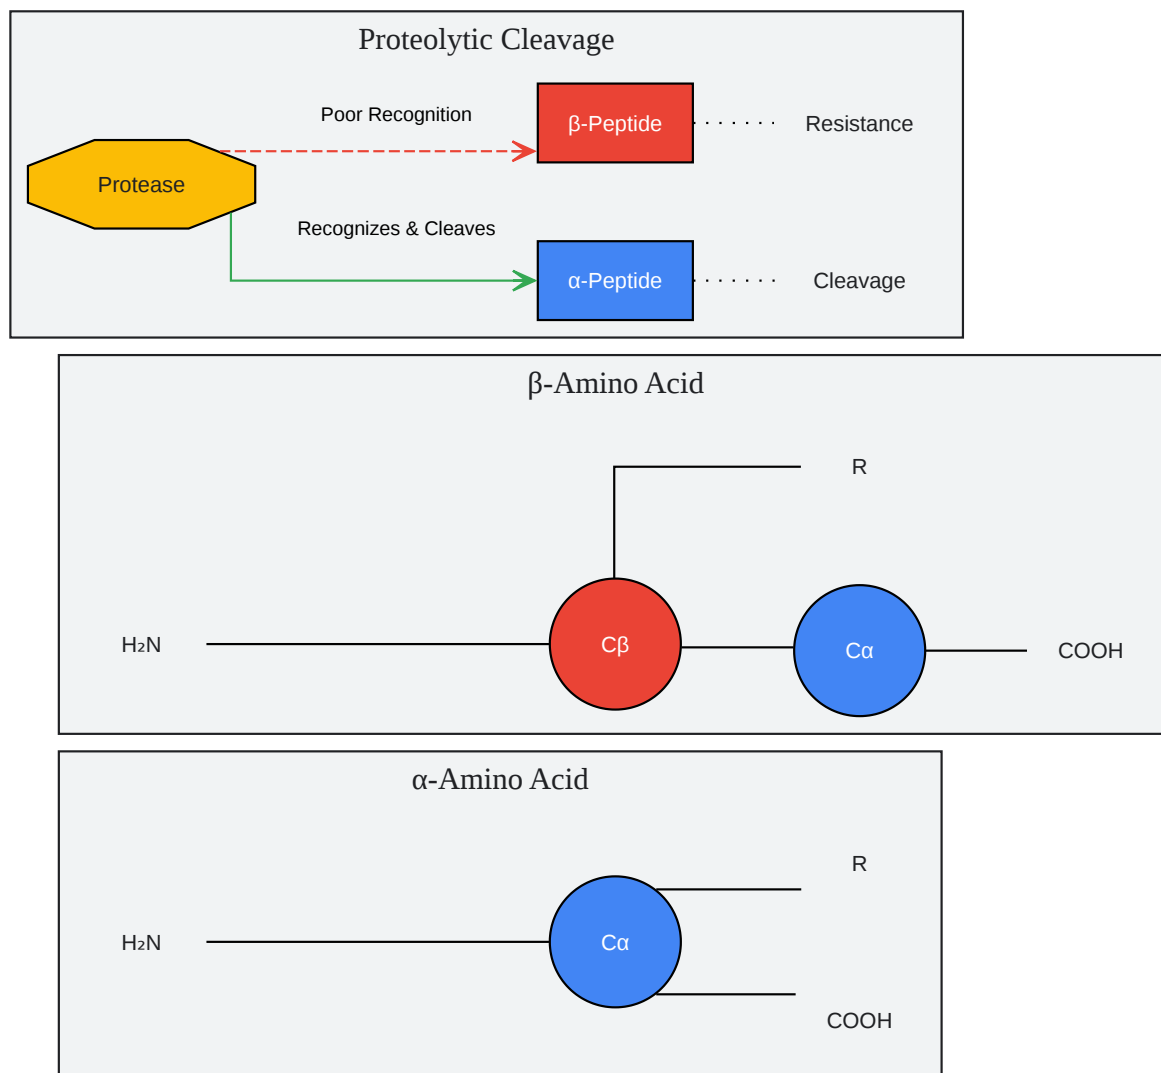 Proteolytic Cleavage
Poor Recognition
β-Peptide
Resistance
Protease
Recognizes & Cleaves
α-Peptide
Cleavage
β-Amino Acid
R
H₂N
Cβ
Cα
COOH
α-Amino Acid
R
H₂N
Cα
COOH